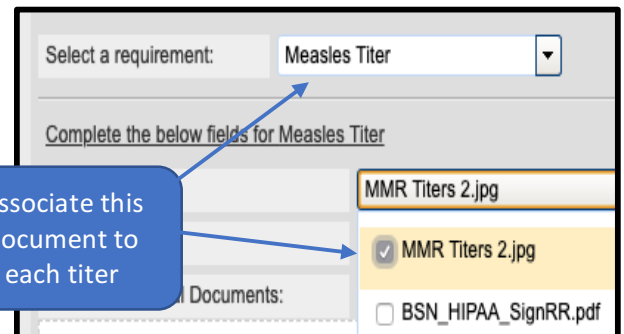 Select a requirement: Measles Titer
Complete the below fields for Measles Titer
MMR Titers 2.jpg
ssociate this
ocument to
each titer
MMR Titers 2.jpg
Documents:
BSN_HIPAA_SignRR.pdf